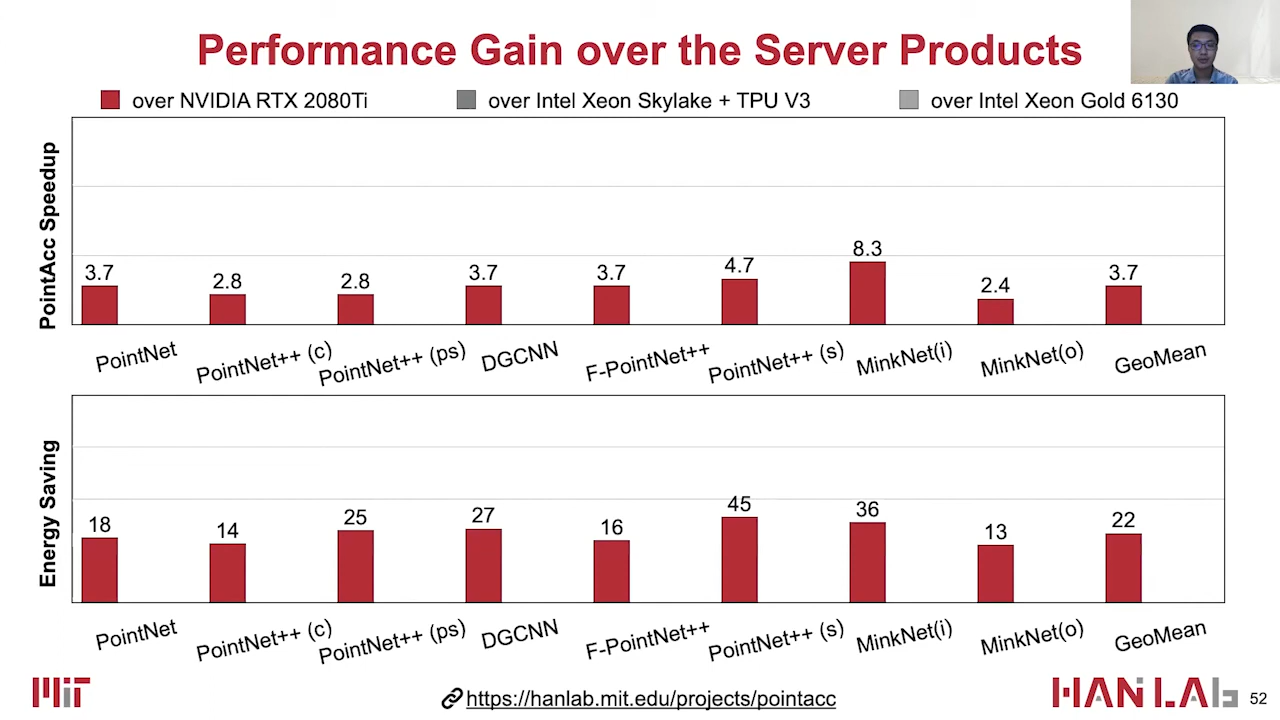 Performance Gain over the Server Products
over NVIDIA RTX 2080Ti over Intel Xeon Skylake + TPU V3 over Intel Xeon Gold 6130
PointAcc Speedup
3.7 2.8 2.8 3.7 3.7 4.7 8.3 2.4 3.7
PointNet PointNet++ (c) PointNet++ (ps) DGCNN F-PointNet++ PointNet++ (s) MinkNet(i) MinkNet(o) GeoMean
Energy Saving
18 14 25 27 16 45 36 13 22
PointNet PointNet++ (c) PointNet++ (ps) DGCNN F-PointNet++ PointNet++ (s) MinkNet(i) MinkNet(o) GeoMean
MIT https://hanlab.mit.edu/projects/pointacc HAN LAB 52